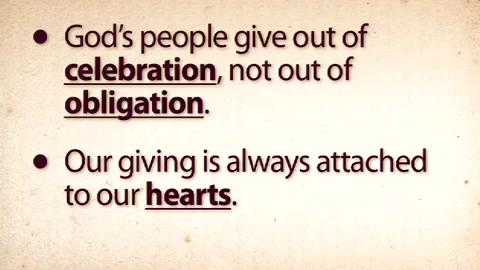 • God's people give out of
celebration, not out of
obligation.
• Our giving is always attached
to our hearts.